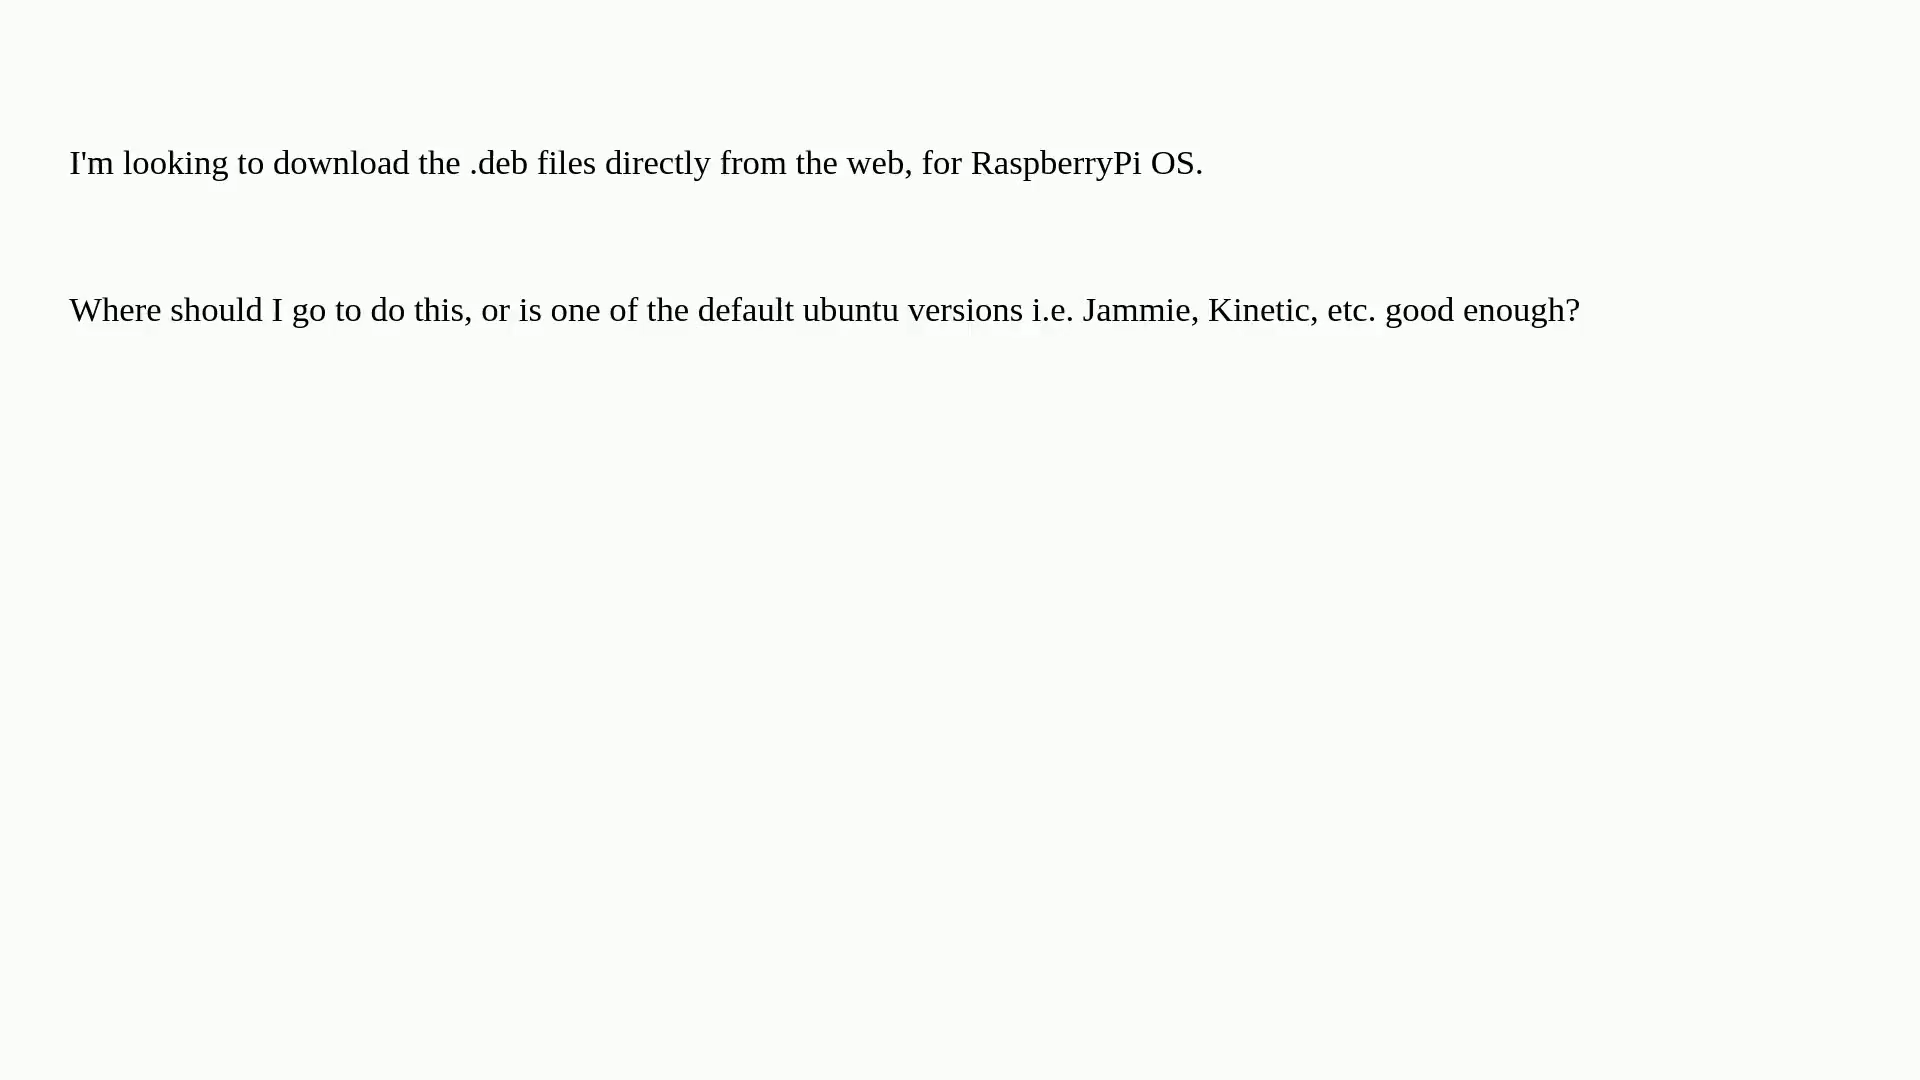 I'm looking to download the .deb files directly from the web, for RaspberryPi OS.
Where should I go to do this, or is one of the default ubuntu versions i.e. Jammie, Kinetic, etc. good enough?